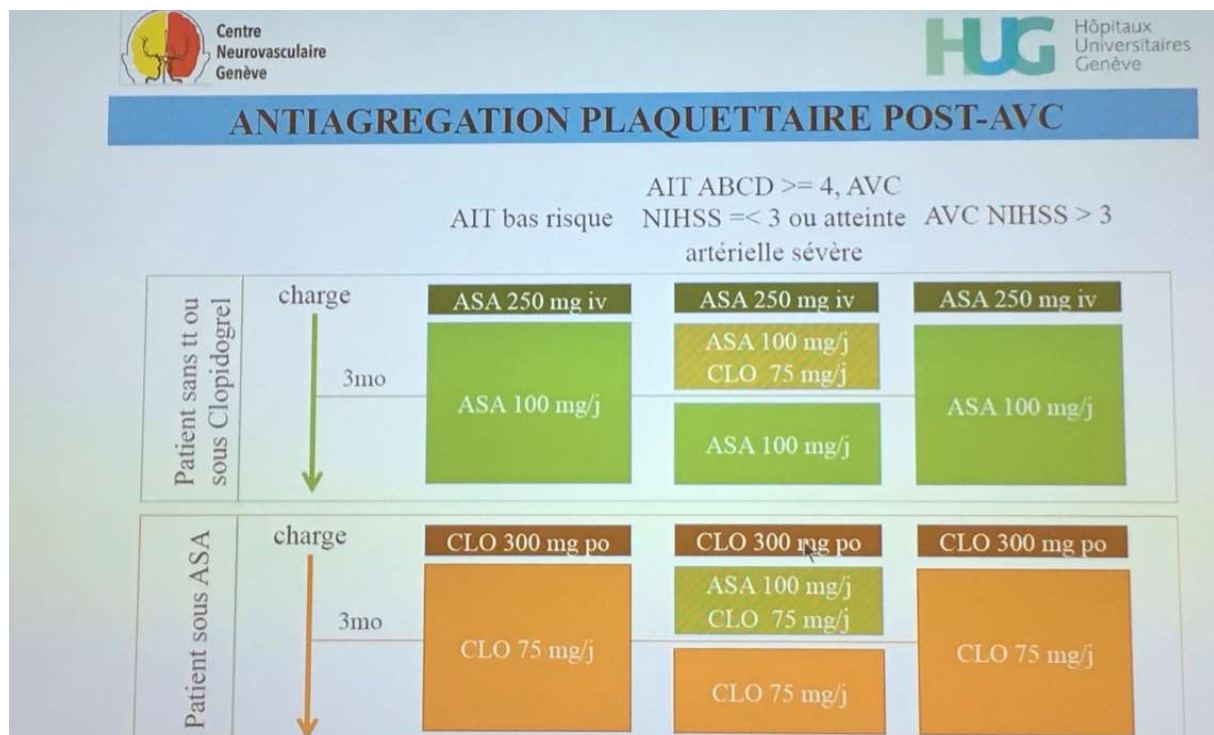 Centre
Neurovasculaire
Genève
HUG
Hôpitaux
Universitaires
Genève
ANTIAGREGATION PLAQUETTAIRE POST-AVC
AIT bas risque
AIT ABCD >= 4, AVC
NIHSS =< 3 ou atteinte
artérielle sévère
AVC NIHSS > 3
Patient sans tt ou
sous Clopidogrel
charge
3mo
ASA 250 mg iv
ASA 100 mg/j
ASA 250 mg iv
ASA 100 mg/j
CLO 75 mg/j
ASA 100 mg/j
ASA 250 mg iv
ASA 100 mg/j
Patient sous ASA
charge
3mo
CLO 300 mg po
CLO 75 mg/j
CLO 300 mg po
ASA 100 mg/j
CLO 75 mg/j
CLO 75 mg/j
CLO 300 mg po
CLO 75 mg/j